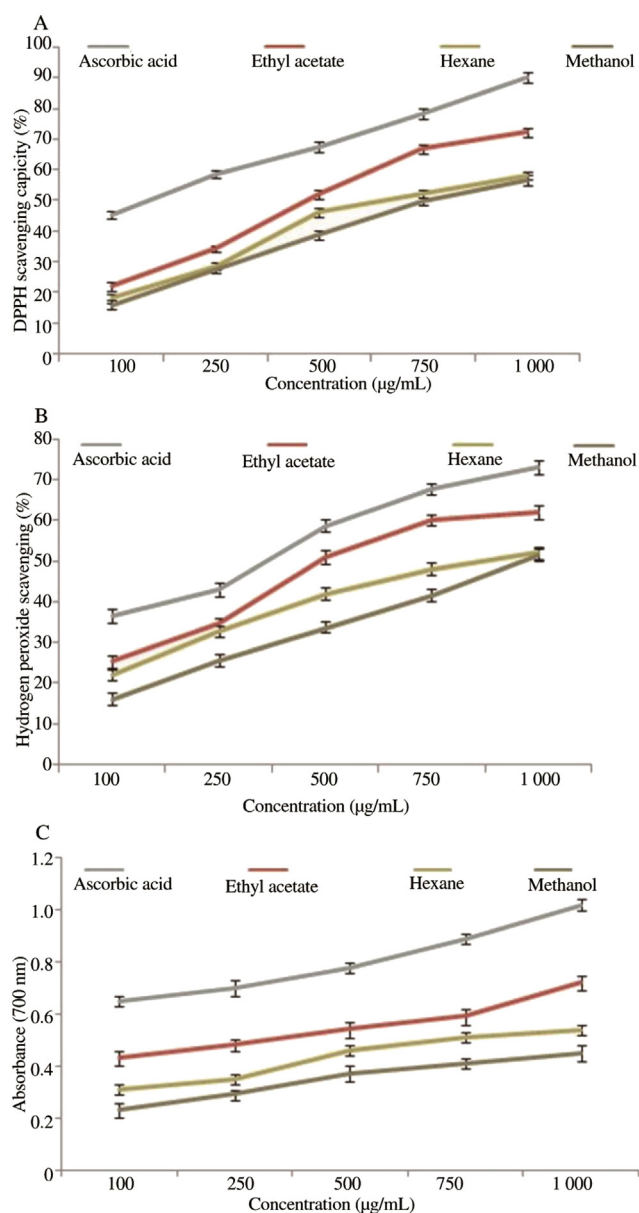 A
100
90
80
70
60
50
40
30
20
10
0
DPPH scavenging capicity (%)
Ascorbic acid Ethyl acetate Hexane Methanol
100 250 500 750 1 000
Concentration (µg/mL)
B
80
70
60
50
40
30
20
10
0
Hydrogen peroxide scavenging (%)
Ascorbic acid Ethyl acetate Hexane Methanol
100 250 500 750 1 000
Concentration (µg/mL)
C
1.2
1.0
0.8
0.6
0.4
0.2
0
Absorbance (700 nm)
Ascorbic acid Ethyl acetate Hexane Methanol
100 250 500 750 1 000
Concentration (µg/mL)